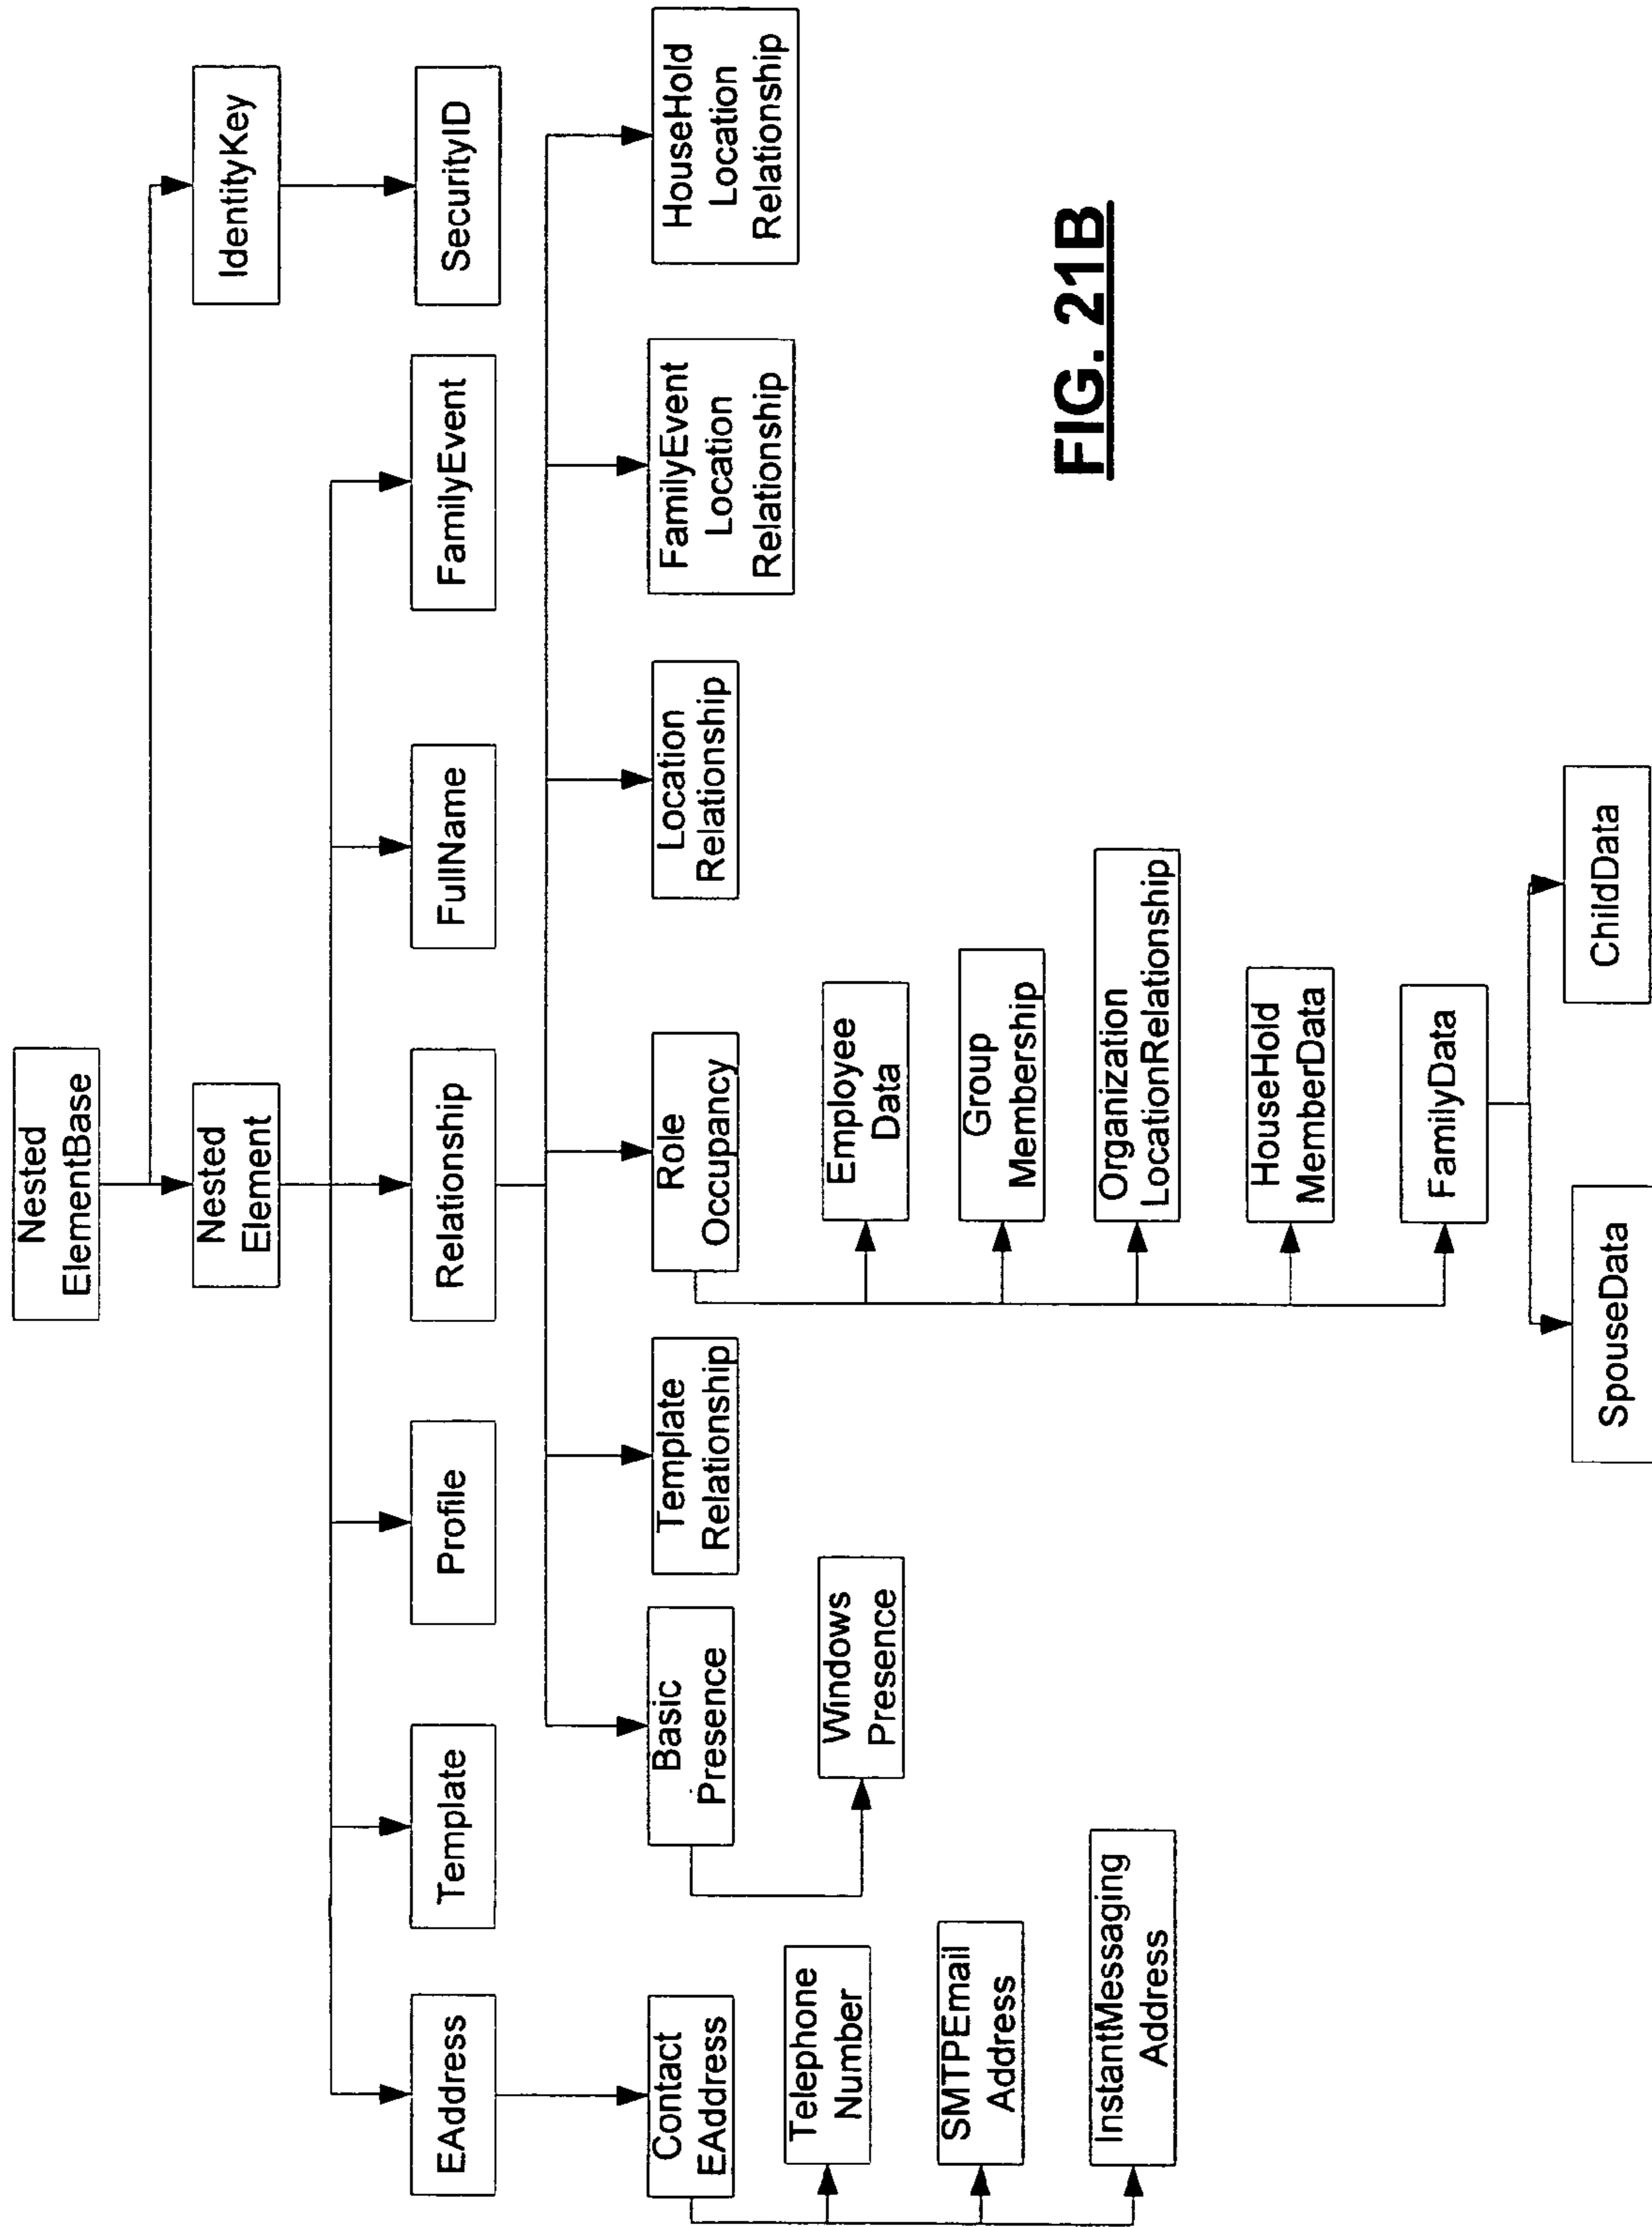 Nested
ElementBase
Nested
Element
IdentityKey
EAddress
Template
Profile
Relationship
FullName
FamilyEvent
SecurityID
Contact
EAddress
Basic
Presence
Template
Relationship
Role
Occupancy
Location
Relationship
FamilyEvent
Location
Relationship
HouseHold
Location
Relationship
Telephone
Number
SMTPEmail
Address
InstantMessaging
Address
Windows
Presence
Employee
Data
Group
Membership
Organization
LocationRelationship
HouseHold
MemberData
FamilyData
SpouseData
ChildData
FIG. 21B